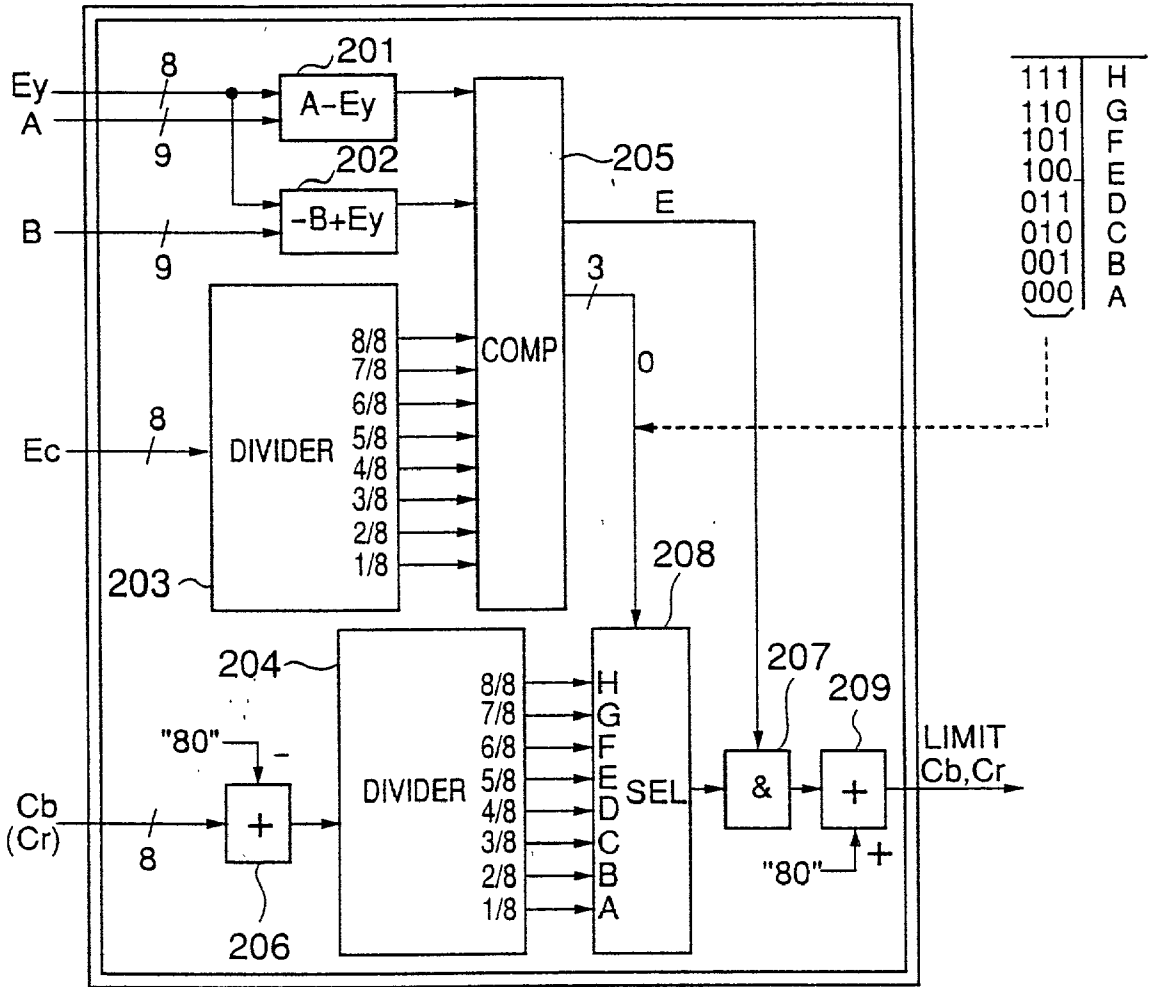 Ey
8
A
9
201
A-Ey
202
-B+Ey
B
9
205
E
3
0
COMP
DIVIDER
8/8
7/8
6/8
5/8
4/8
3/8
2/8
1/8
Ec
8
203
111 H
110 G
101 F
100 E
011 D
010 C
001 B
000 A
204
DIVIDER
8/8
7/8
6/8
5/8
4/8
3/8
2/8
1/8
208
H
G
F
E
D
C
B
A
SEL
"80"
-
Cb
(Cr)
8
+
206
207
&
209
+
"80"
+
LIMIT
Cb,Cr